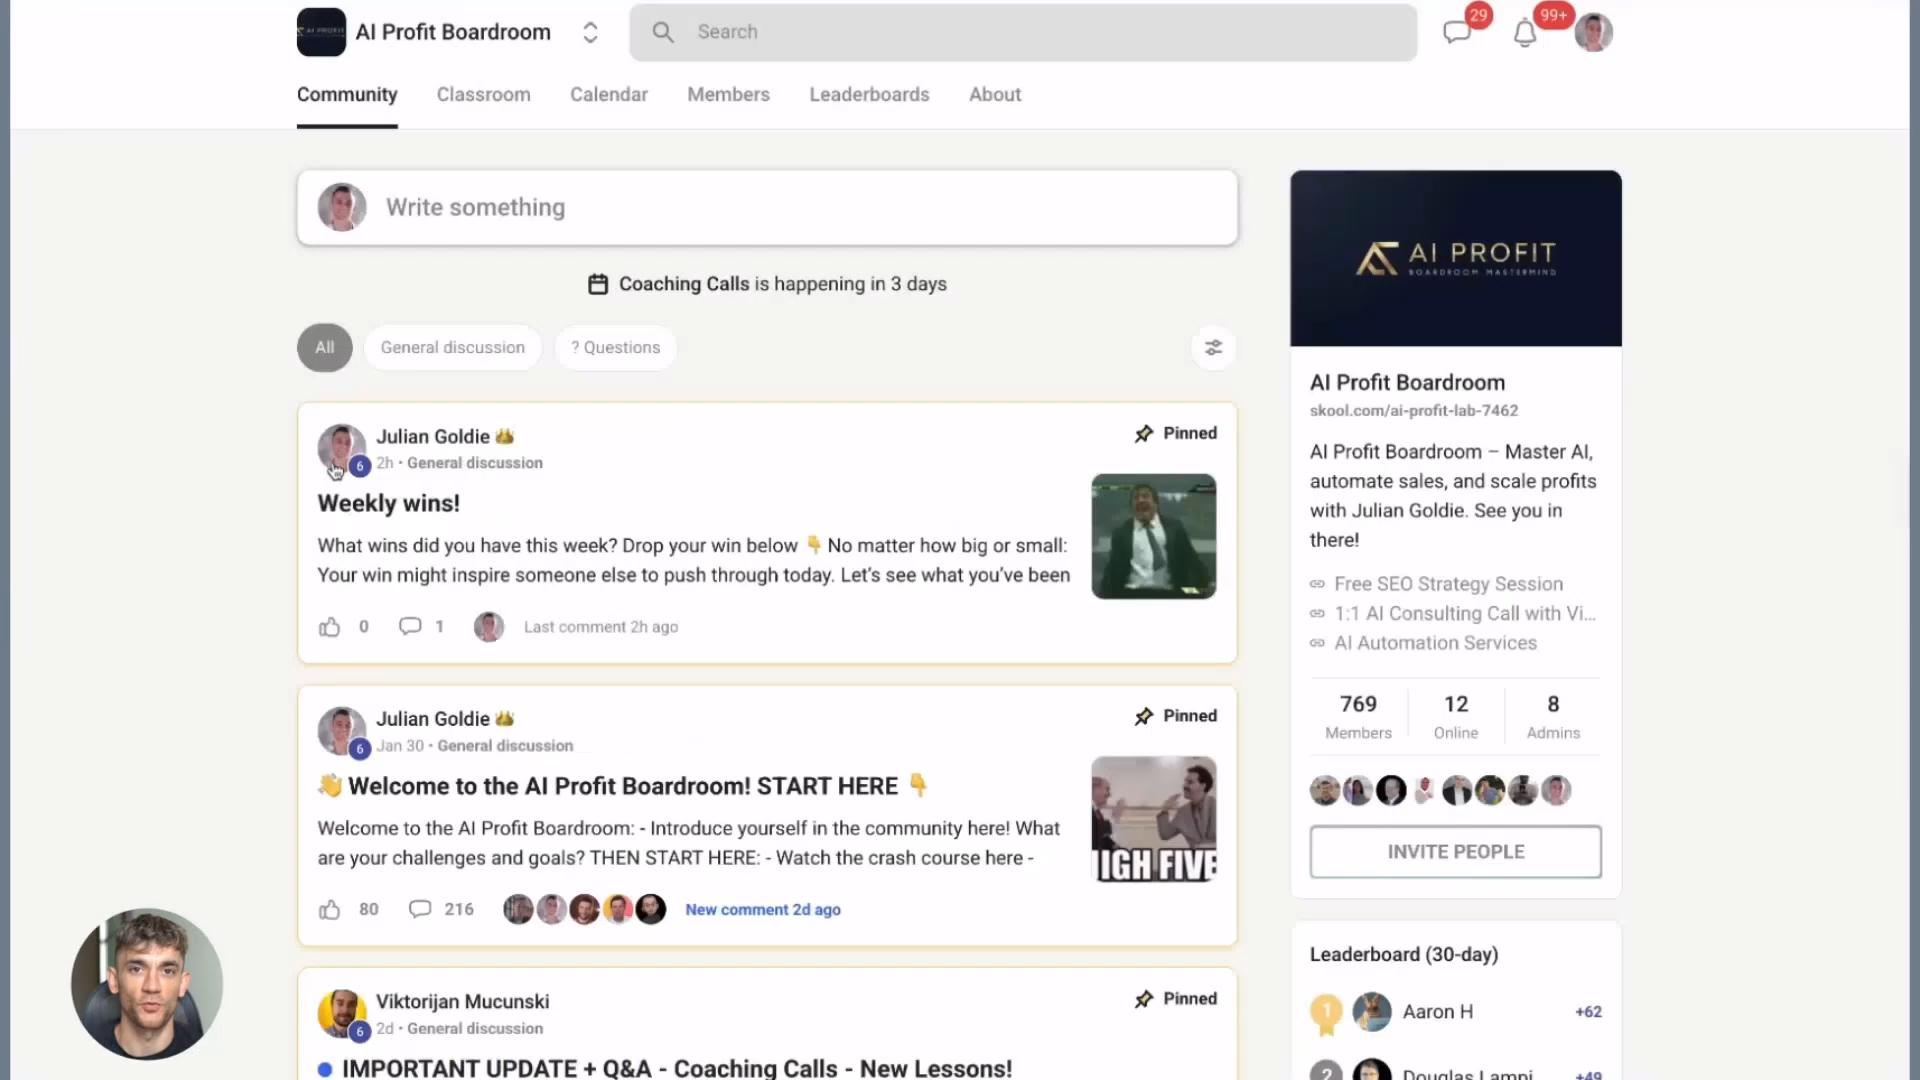 AI Profit Boardroom
Search
29
99+
Community
Classroom
Calendar
Members
Leaderboards
About
Write something
Coaching Calls is happening in 3 days
All
General discussion
? Questions
Julian Goldie
Pinned
6
2h · General discussion
Weekly wins!
What wins did you have this week? Drop your win below 👇 No matter how big or small:
Your win might inspire someone else to push through today. Let's see what you've been
0
1
Last comment 2h ago
Julian Goldie
Pinned
6
Jan 30 · General discussion
👋 Welcome to the AI Profit Boardroom! START HERE 👇
Welcome to the AI Profit Boardroom: - Introduce yourself in the community here! What
are your challenges and goals? THEN START HERE: - Watch the crash course here -
HIGH FIVE
80
216
New comment 2d ago
Viktorijan Mucunski
Pinned
6
2d · General discussion
IMPORTANT UPDATE + Q&A - Coaching Calls - New Lessons!
AI PROFIT
BOARDROOM MASTERMIND
AI Profit Boardroom
skool.com/ai-profit-lab-7462
AI Profit Boardroom – Master AI,
automate sales, and scale profits
with Julian Goldie. See you in
there!
Free SEO Strategy Session
1:1 AI Consulting Call with Vi...
AI Automation Services
769
Members
12
Online
8
Admins
INVITE PEOPLE
Leaderboard (30-day)
1
Aaron H
+62
2
Douglas Lampi
+49